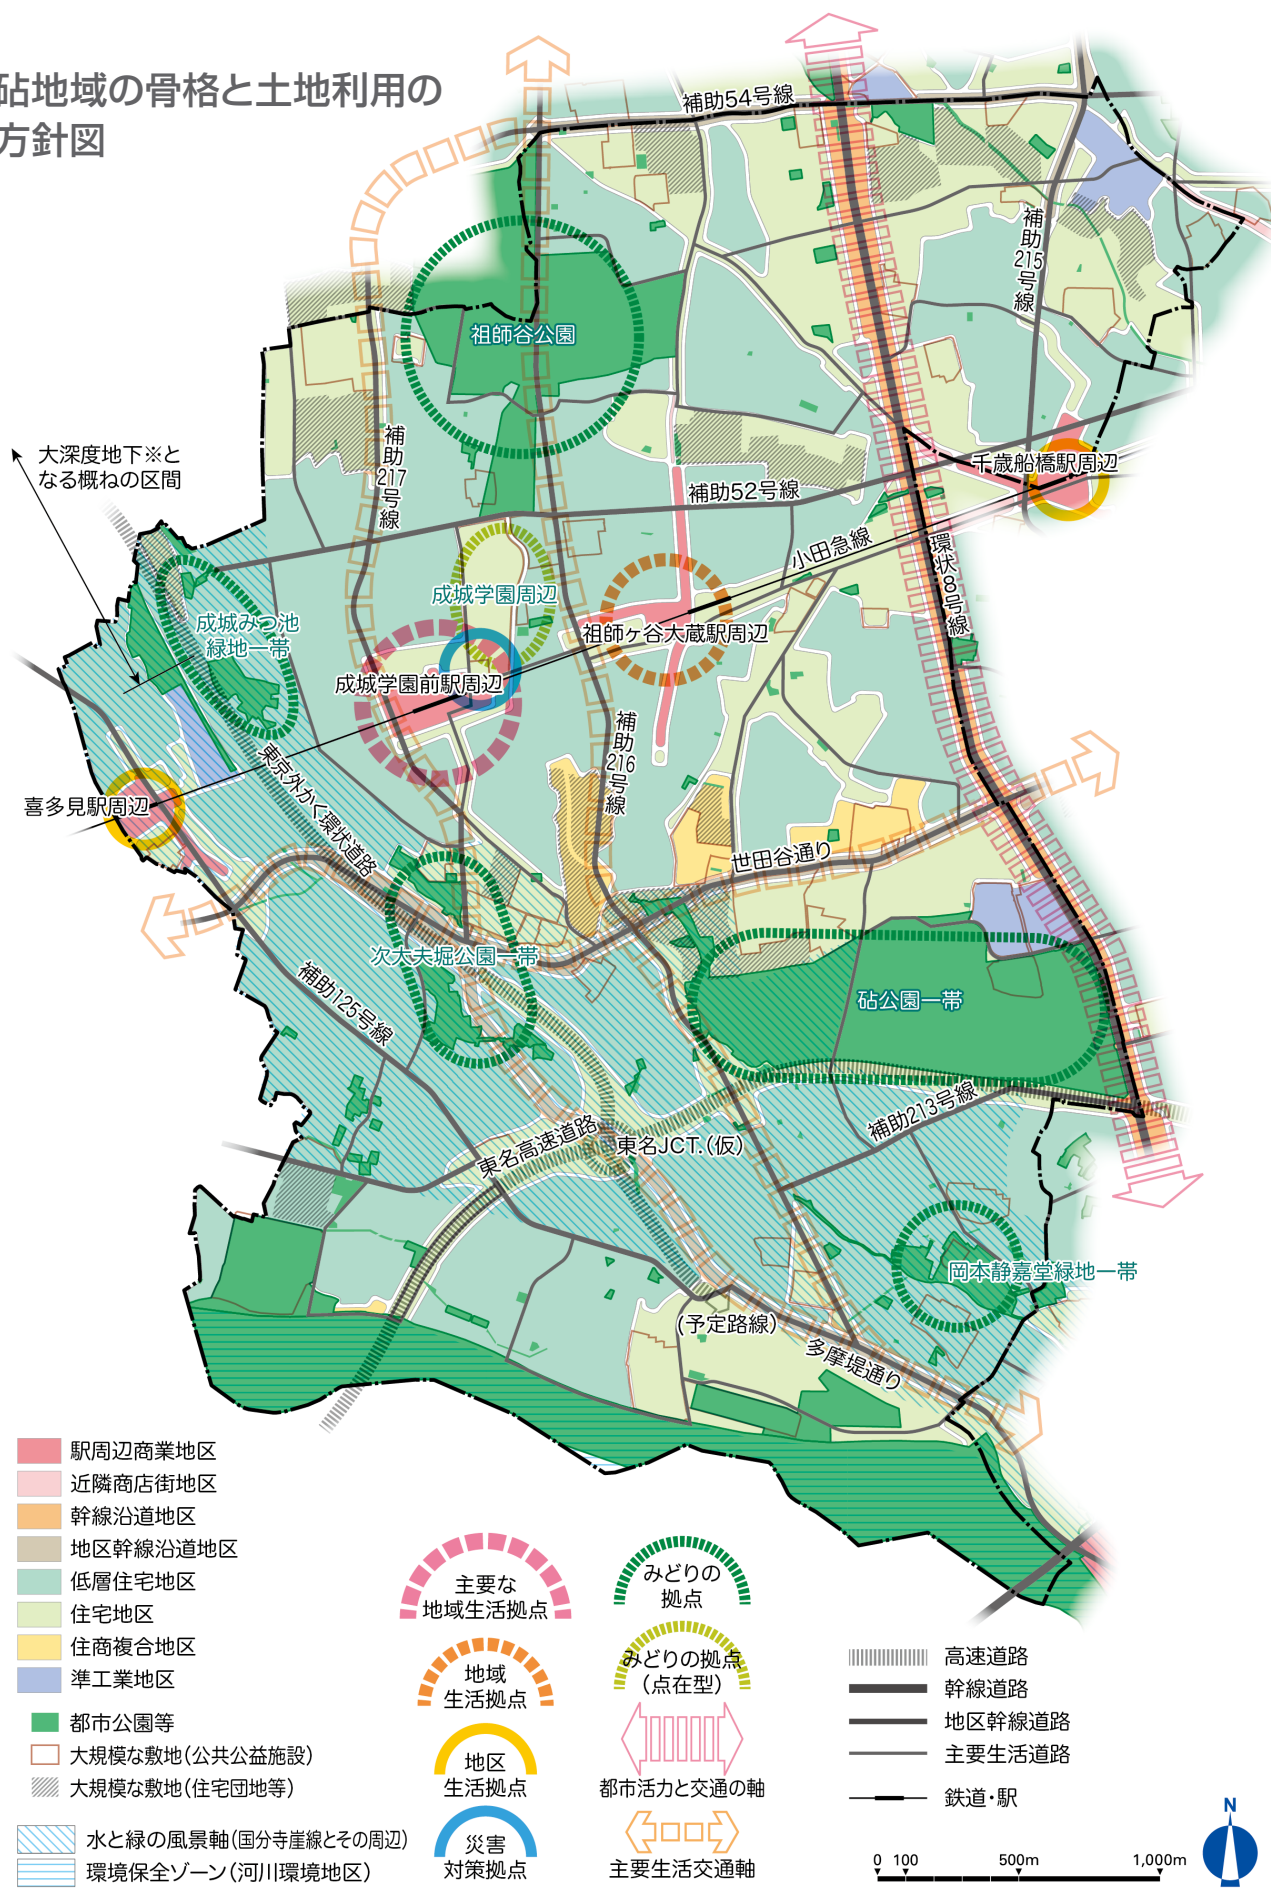 砧地域の骨格と土地利用の
方針図
補助54号線
補助215号線
祖師谷公園
大深度地下※と
なる概ねの区間
補助217号線
千歳船橋駅周辺
補助52号線
小田急線
環状8号線
成城学園周辺
成城みつ池
緑地一帯
祖師ヶ谷大蔵駅周辺
成城学園前駅周辺
補助216号線
東京外かく環状道路
喜多見駅周辺
世田谷通り
次大夫堀公園一帯
補助125号線
砧公園一帯
補助213号線
東名高速道路
東名JCT.(仮)
岡本静嘉堂緑地一帯
(予定路線)
多摩堤通り
駅周辺商業地区
近隣商店街地区
幹線沿道地区
地区幹線沿道地区
低層住宅地区
住宅地区
住商複合地区
準工業地区
都市公園等
大規模な敷地(公共公益施設)
大規模な敷地(住宅団地等)
水と緑の風景軸(国分寺崖線とその周辺)
環境保全ゾーン(河川環境地区)
主要な
地域生活拠点
地域
生活拠点
地区
生活拠点
災害
対策拠点
みどりの
拠点
みどりの拠点
(点在型)
都市活力と交通の軸
主要生活交通軸
高速道路
幹線道路
地区幹線道路
主要生活道路
鉄道・駅
0 100 500m 1,000m
N